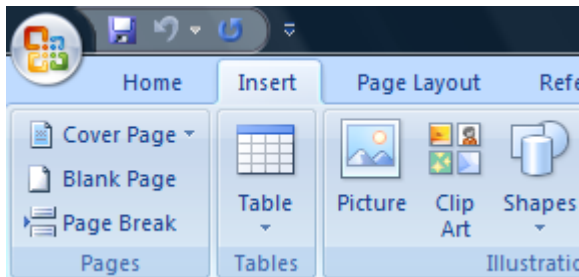 Home Insert Page Layout
Cover Page
Blank Page
Page Break
Table
Picture
Clip
Art
Shapes
Pages Tables